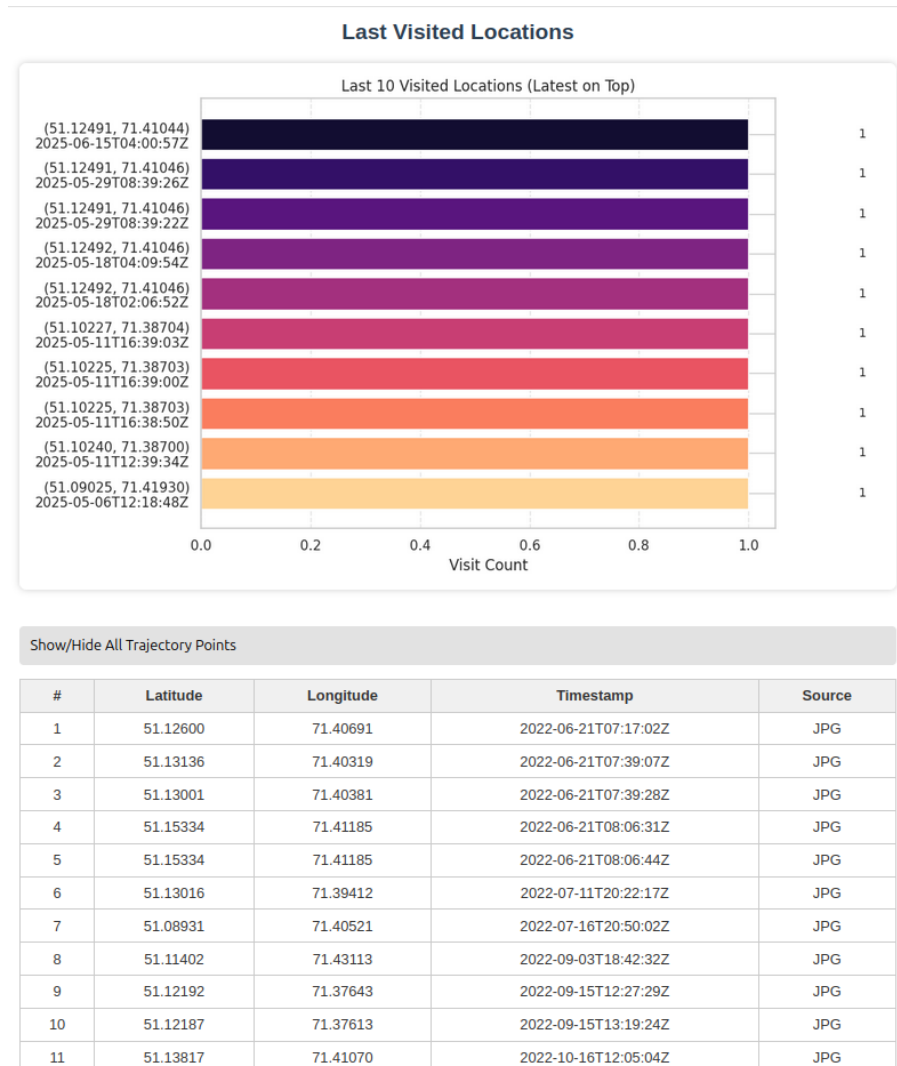 Last Visited Locations
Last 10 Visited Locations (Latest on Top)
(51.12491, 71.41044)
2025-06-15T04:00:57Z
1
(51.12491, 71.41046)
2025-05-29T08:39:26Z
1
(51.12491, 71.41046)
2025-05-29T08:39:22Z
1
(51.12492, 71.41046)
2025-05-18T04:09:54Z
1
(51.12492, 71.41046)
2025-05-18T02:06:52Z
1
(51.10227, 71.38704)
2025-05-11T16:39:03Z
1
(51.10225, 71.38703)
2025-05-11T16:39:00Z
1
(51.10225, 71.38703)
2025-05-11T16:38:50Z
1
(51.10240, 71.38700)
2025-05-11T12:39:34Z
1
(51.09025, 71.41930)
2025-05-06T12:18:48Z
1
0.0 0.2 0.4 0.6 0.8 1.0
Visit Count
Show/Hide All Trajectory Points
# Latitude Longitude Timestamp Source
1 51.12600 71.40691 2022-06-21T07:17:02Z JPG
2 51.13136 71.40319 2022-06-21T07:39:07Z JPG
3 51.13001 71.40381 2022-06-21T07:39:28Z JPG
4 51.15334 71.41185 2022-06-21T08:06:31Z JPG
5 51.15334 71.41185 2022-06-21T08:06:44Z JPG
6 51.13016 71.39412 2022-07-11T20:22:17Z JPG
7 51.08931 71.40521 2022-07-16T20:50:02Z JPG
8 51.11402 71.43113 2022-09-03T18:42:32Z JPG
9 51.12192 71.37643 2022-09-15T12:27:29Z JPG
10 51.12187 71.37613 2022-09-15T13:19:24Z JPG
11 51.13817 71.41070 2022-10-16T12:05:04Z JPG